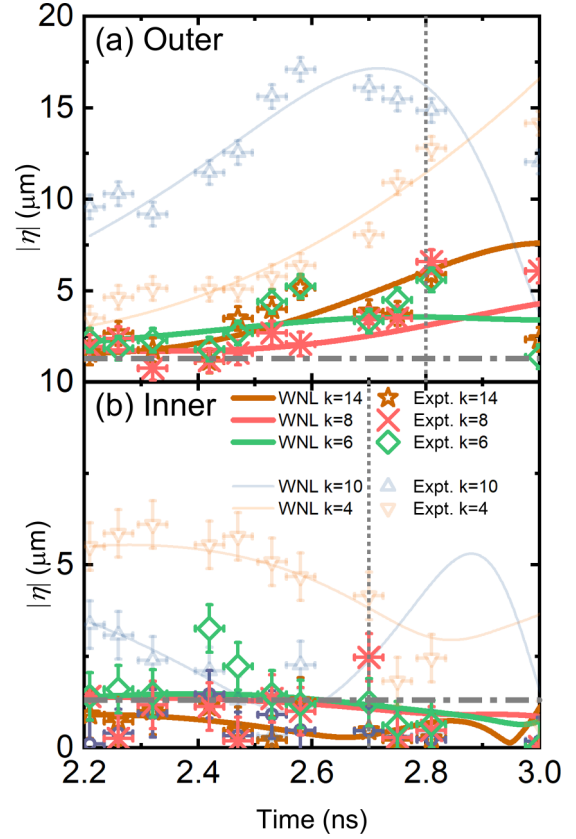 20
(a) Outer
15
|η| (μm)
10
5
10
(b) Inner
WNL k=14 Expt. k=14
WNL k=8 Expt. k=8
WNL k=6 Expt. k=6
WNL k=10 Expt. k=10
WNL k=4 Expt. k=4
|η| (μm)
5
0
2.2 2.4 2.6 2.8 3.0
Time (ns)